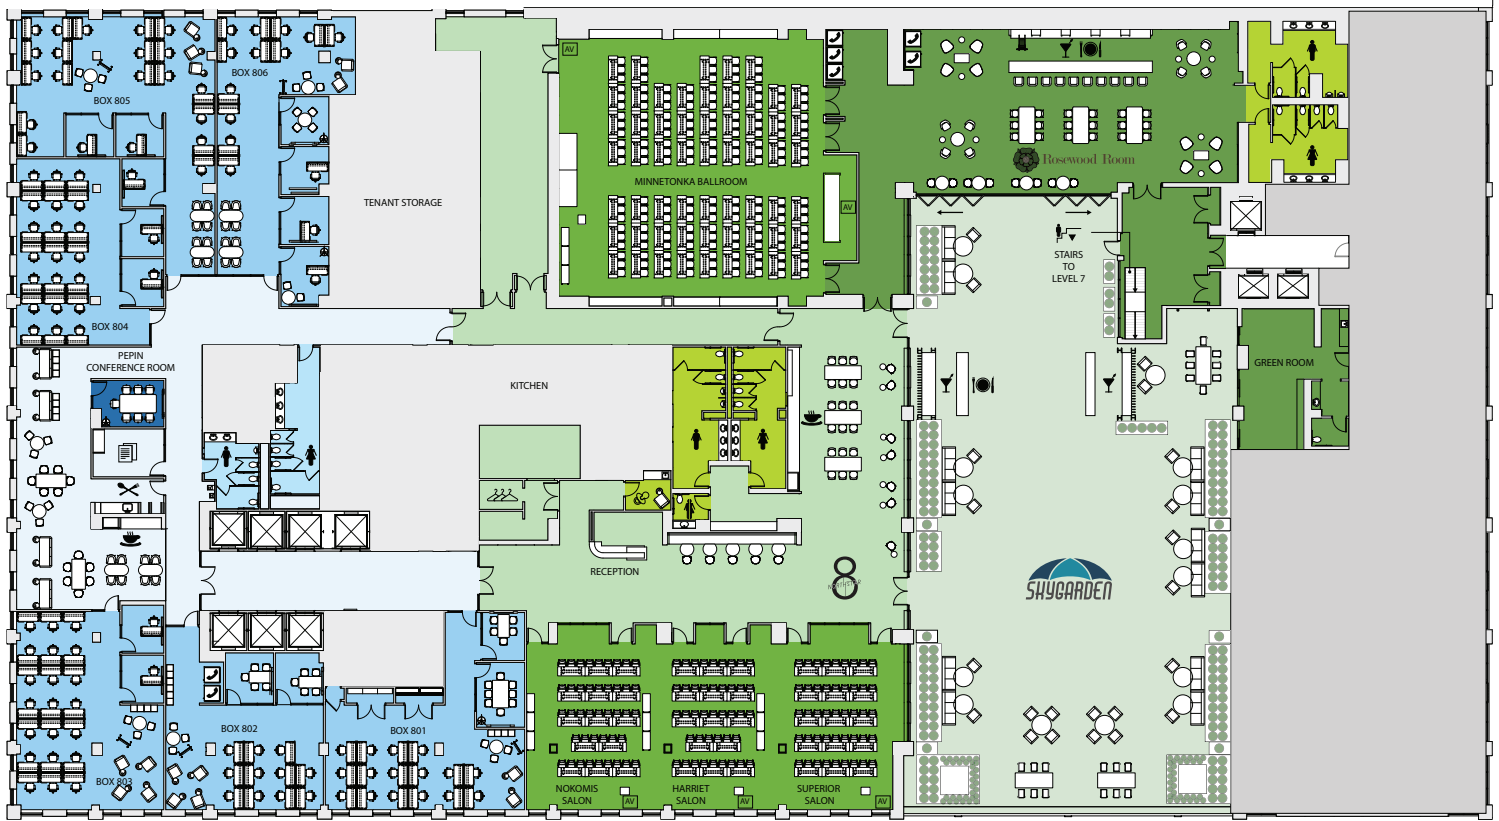 AV
BOX 806
BOX 805
Rosewood Room
MINNETONKA BALLROOM
TENANT STORAGE
AV
STAIRS
TO
LEVEL 7
BOX 804
PEPIN
CONFERENCE ROOM
GREEN ROOM
KITCHEN
RECEPTION
8
NORTHSTAR
SKYGARDEN
BOX 802
BOX 801
BOX 803
NOKOMIS
SALON
AV
HARRIET
SALON
AV
SUPERIOR
SALON
AV